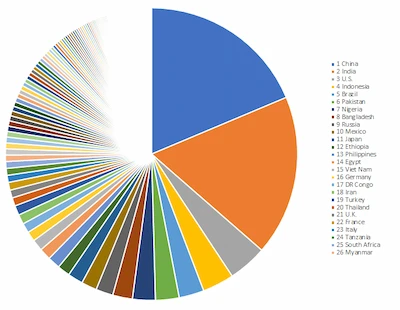 1 China
2 India
3 U.S.
4 Indonesia
5 Brazil
6 Pakistan
7 Nigeria
8 Bangladesh
9 Russia
10 Mexico
11 Japan
12 Ethiopia
13 Philippines
14 Egypt
15 Viet Nam
16 Germany
17 DR Congo
18 Iran
19 Turkey
20 Thailand
21 U.K.
22 France
23 Italy
24 Tanzania
25 South Africa
26 Myanmar